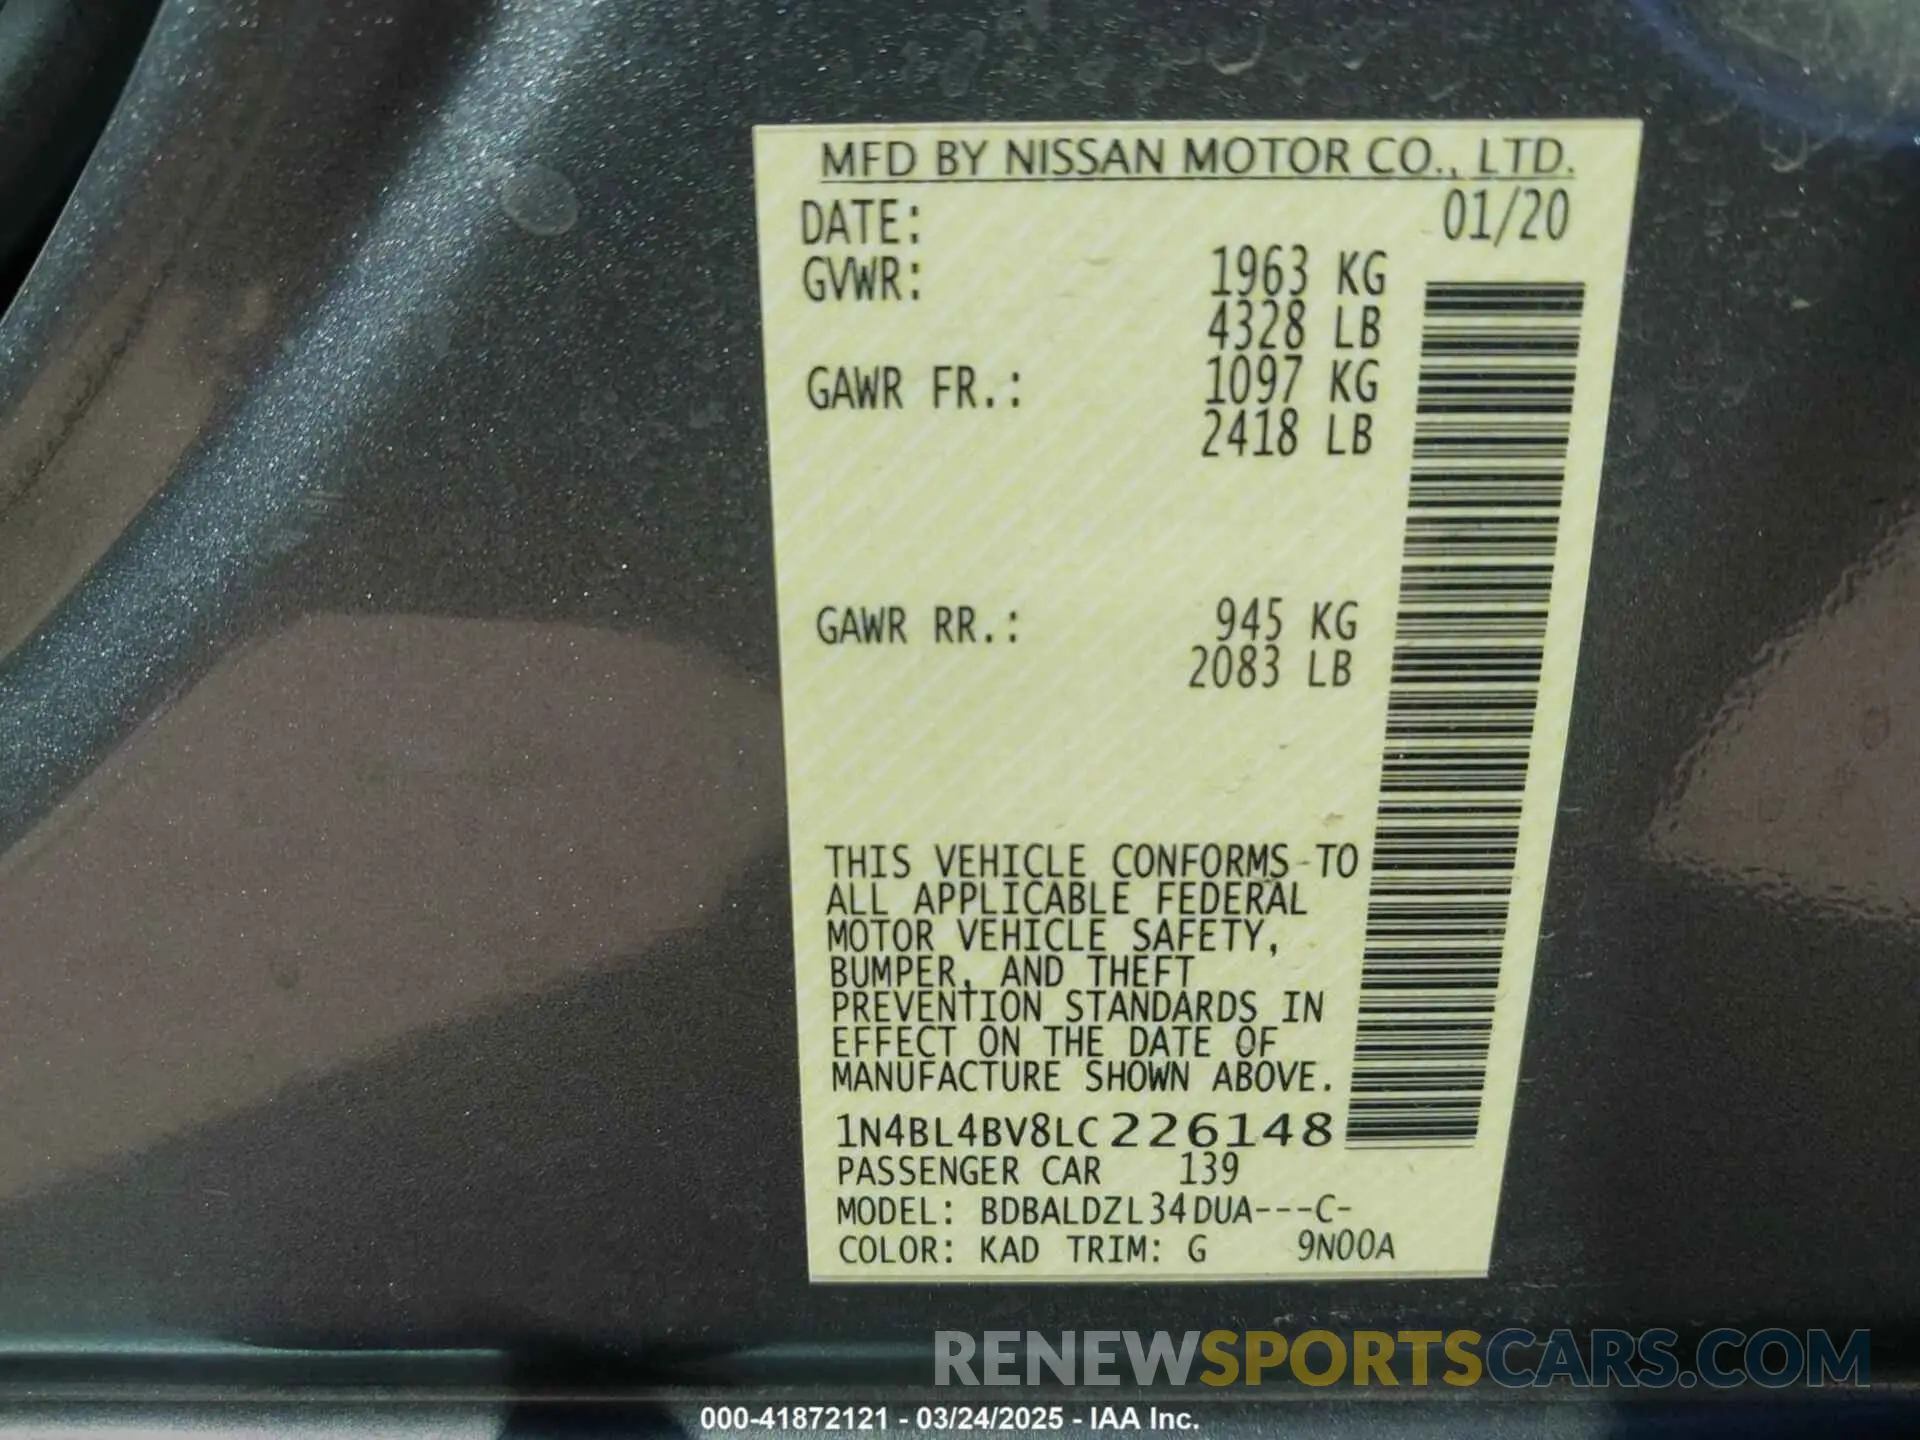 MFD BY NISSAN MOTOR CO., LTD.
DATE: 01/20
GVWR: 1963 KG
4328 LB
GAWR FR.: 1097 KG
2418 LB
GAWR RR.: 945 KG
2083 LB
THIS VEHICLE CONFORMS TO
ALL APPLICABLE FEDERAL
MOTOR VEHICLE SAFETY,
BUMPER, AND THEFT
PREVENTION STANDARDS IN
EFFECT ON THE DATE OF
MANUFACTURE SHOWN ABOVE.
1N4BL4BV8LC226148
PASSENGER CAR 139
MODEL: BDBALDZL34DUA---C-
COLOR: KAD TRIM: G 9N00A
RENEWSPORTSCARS.COM
000-41872121 - 03/24/2025 - IAA Inc.